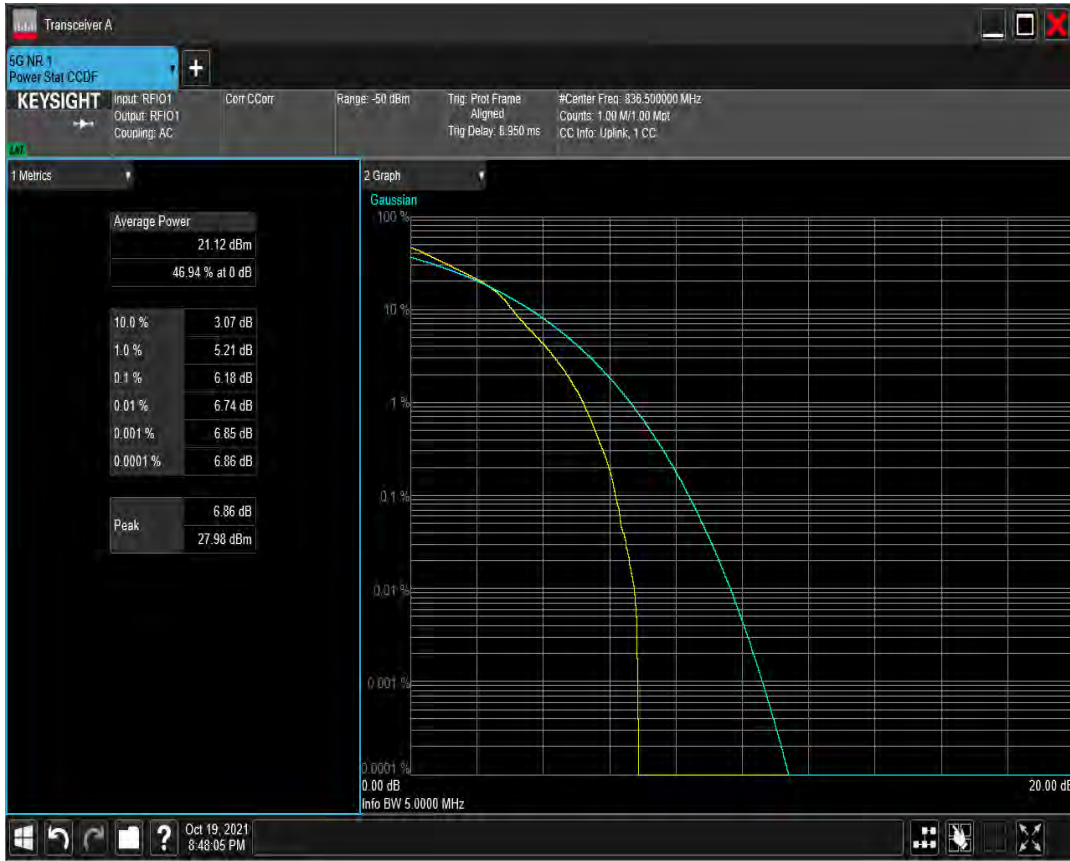 Transceiver A
5G NR 1
Power Stat CCDF
+
KEYSIGHT
Input: RFIO1
Output: RFIO1
Coupling: AC
Corr CCorr
Range: -50 dBm
Trig: Prot Frame
Aligned
Trig Delay: 8.950 ms
#Center Freq: 836.500000 MHz
Counts: 1.00 M/1.00 Mpt
CC Info: Uplink, 1 CC
1 Metrics
Average Power
21.12 dBm
46.94 % at 0 dB
10.0 % 3.07 dB
1.0 % 5.21 dB
0.1 % 6.18 dB
0.01 % 6.74 dB
0.001 % 6.85 dB
0.0001 % 6.86 dB
Peak
6.86 dB
27.98 dBm
2 Graph
Gaussian
100 %
10 %
1 %
0.1 %
0.01 %
0.001 %
0.0001 %
0.00 dB
20.00 dB
Info BW 5.0000 MHz
?
Oct 19, 2021
8:48:05 PM